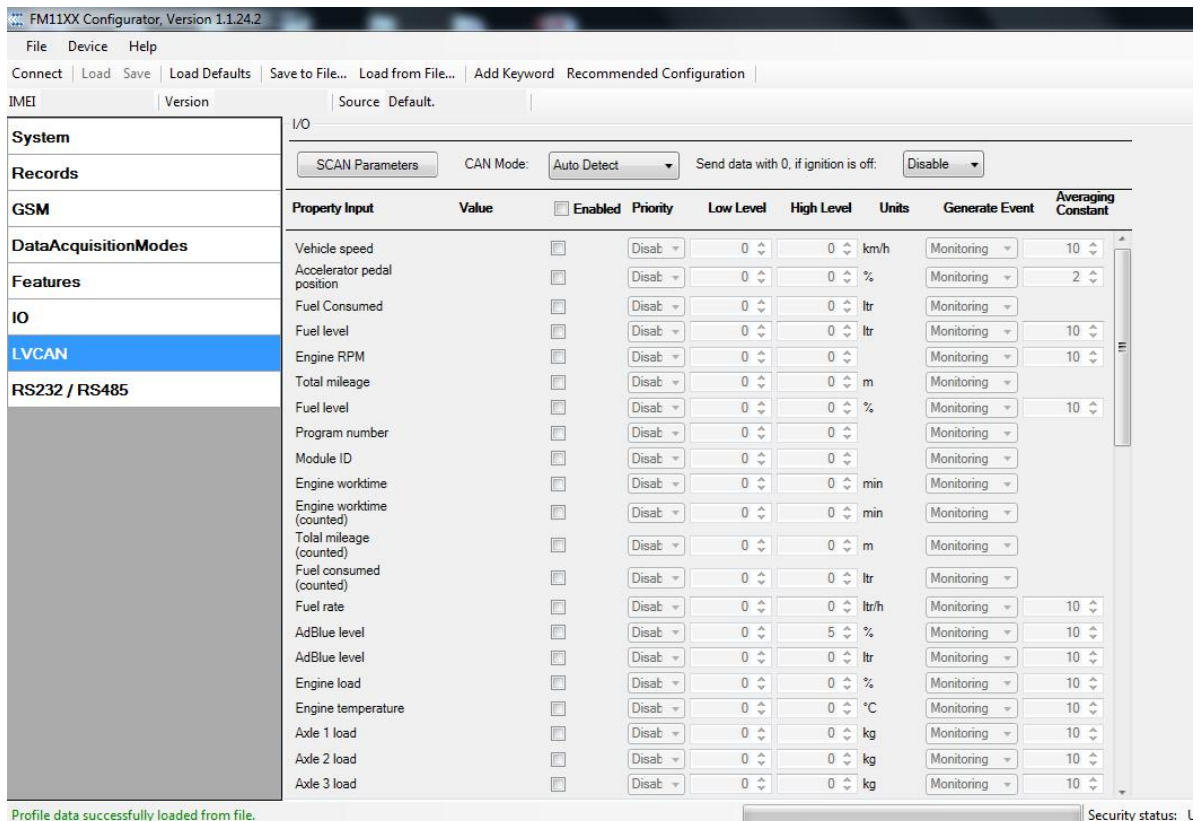 FM11XX Configurator, Version 1.1.24.2
File Device Help
Connect Load Save Load Defaults Save to File... Load from File... Add Keyword Recommended Configuration
IMEI Version Source Default.
System
Records
GSM
DataAcquisitionModes
Features
IO
LVCAN
RS232 / RS485
I/O
SCAN Parameters CAN Mode: Auto Detect Send data with 0, if ignition is off: Disable
Property Input Value Enabled Priority Low Level High Level Units Generate Event Averaging Constant
Vehicle speed Disab 0 0 km/h Monitoring 10
Accelerator pedal
position Disab 0 0 % Monitoring 2
Fuel Consumed Disab 0 0 ltr Monitoring
Fuel level Disab 0 0 ltr Monitoring 10
Engine RPM Disab 0 0 Monitoring 10
Total mileage Disab 0 0 m Monitoring
Fuel level Disab 0 0 % Monitoring 10
Program number Disab 0 0 Monitoring
Module ID Disab 0 0 Monitoring
Engine worktime Disab 0 0 min Monitoring
Engine worktime
(counted) Disab 0 0 min Monitoring
Tolal mileage
(counted) Disab 0 0 m Monitoring
Fuel consumed
(counted) Disab 0 0 ltr Monitoring
Fuel rate Disab 0 0 ltr/h Monitoring 10
AdBlue level Disab 0 5 % Monitoring 10
AdBlue level Disab 0 0 ltr Monitoring 10
Engine load Disab 0 0 % Monitoring 10
Engine temperature Disab 0 0 °C Monitoring 10
Axle 1 load Disab 0 0 kg Monitoring 10
Axle 2 load Disab 0 0 kg Monitoring 10
Axle 3 load Disab 0 0 kg Monitoring 10
Profile data successfully loaded from file. Security status: